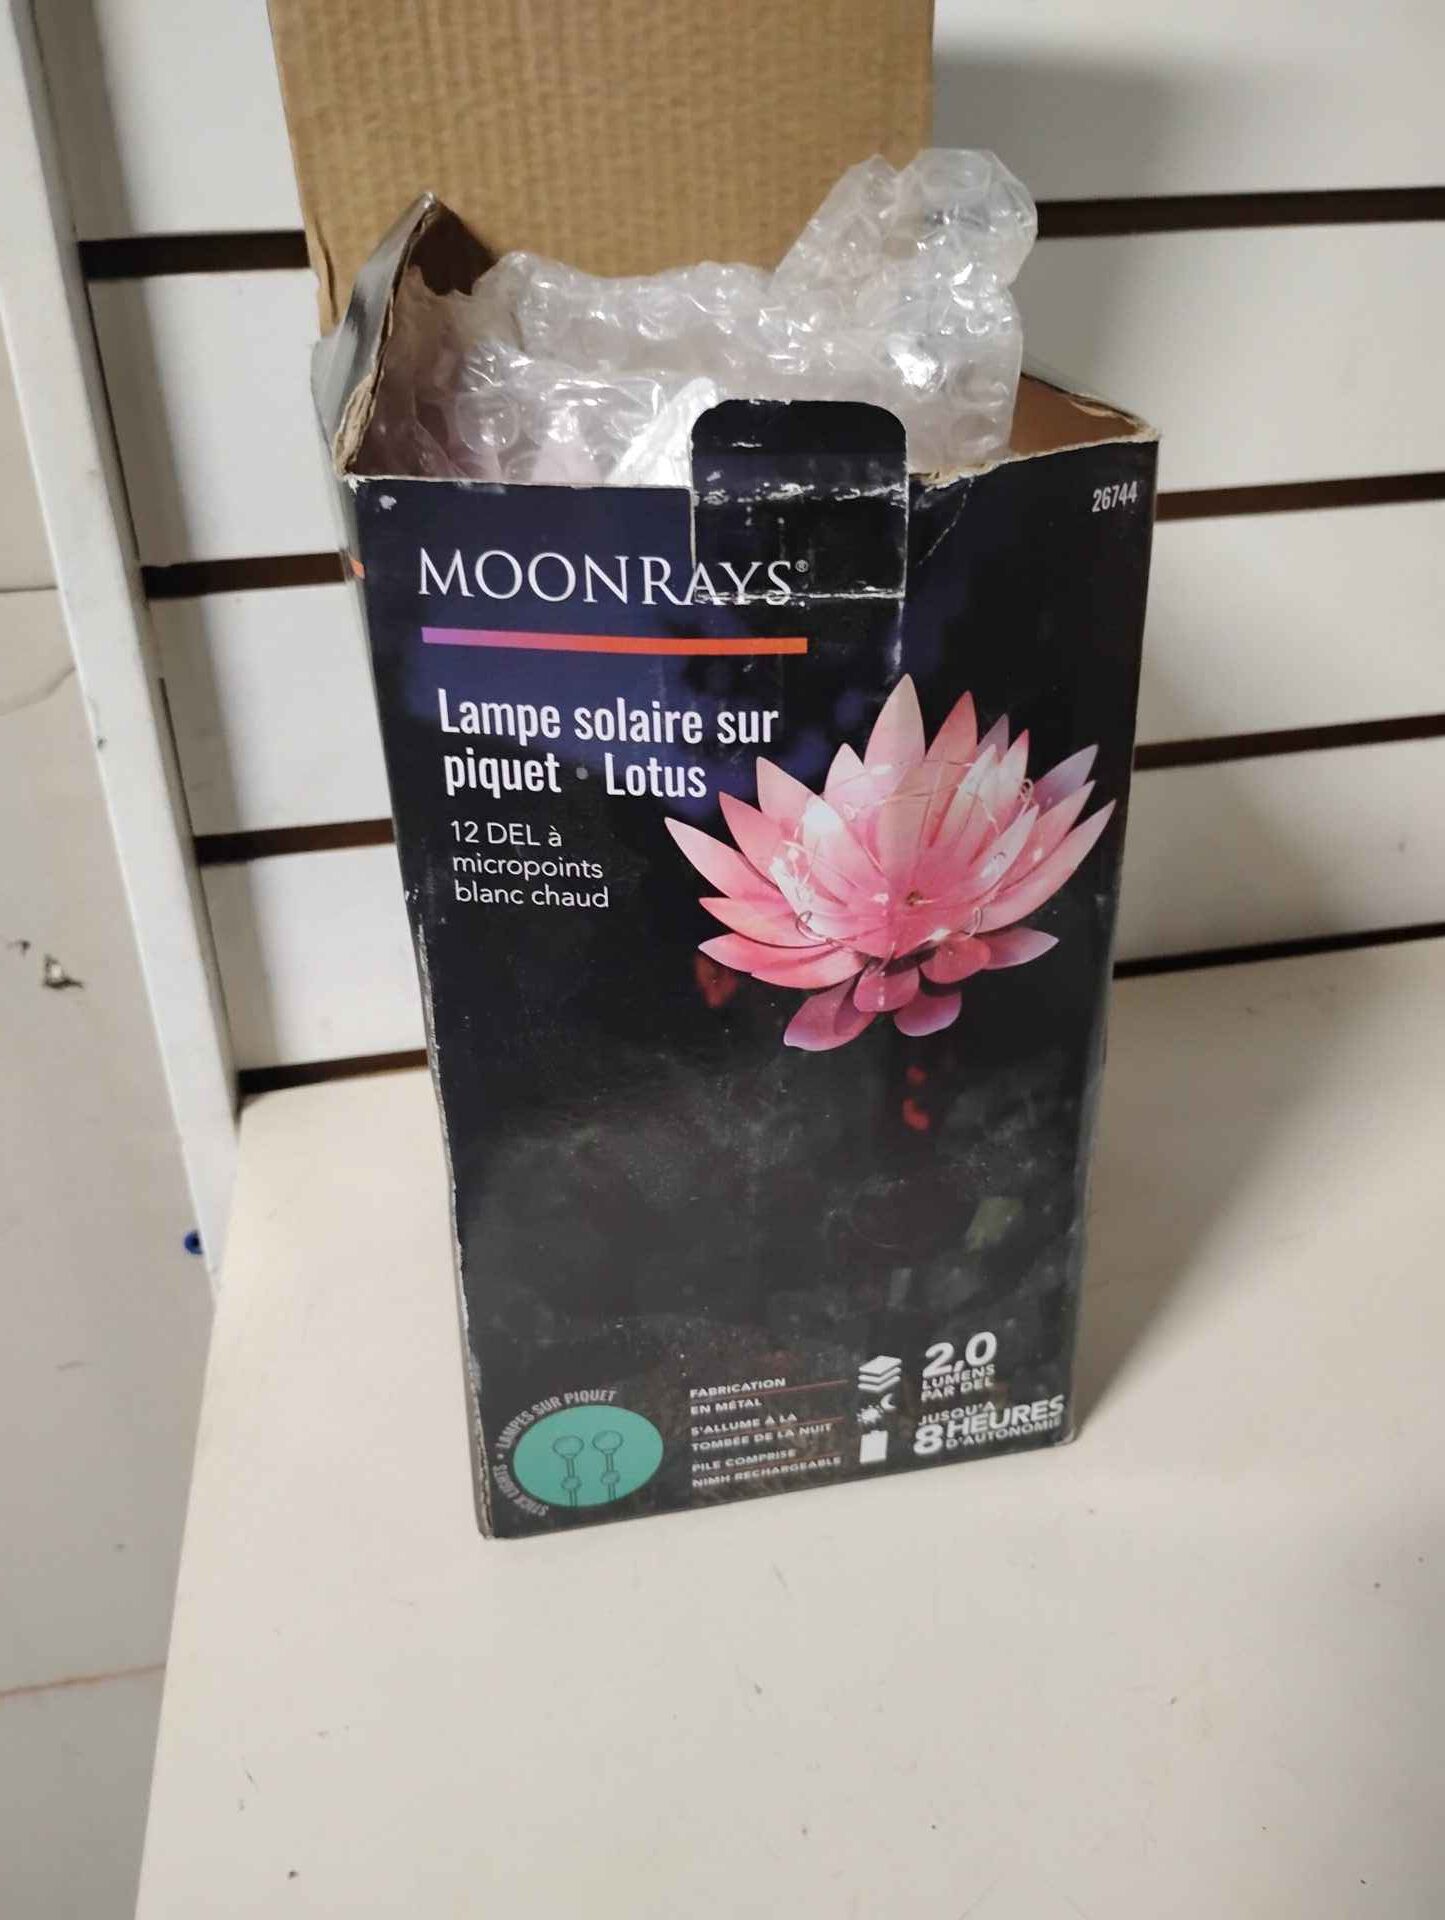 26744
MOONRAYS®
Lampe solaire sur
piquet • Lotus
12 DEL à
micropoints
blanc chaud
STICK LIGHTS • LAMPES SUR PIQUET
FABRICATION
EN MÉTAL
S'ALLUME À LA
TOMBÉE DE LA NUIT
PILE COMPRISE
NIMH RECHARGEABLE
2,0
LUMENS
PAR DEL
JUSQU'À
8 HEURES
D'AUTONOMIE